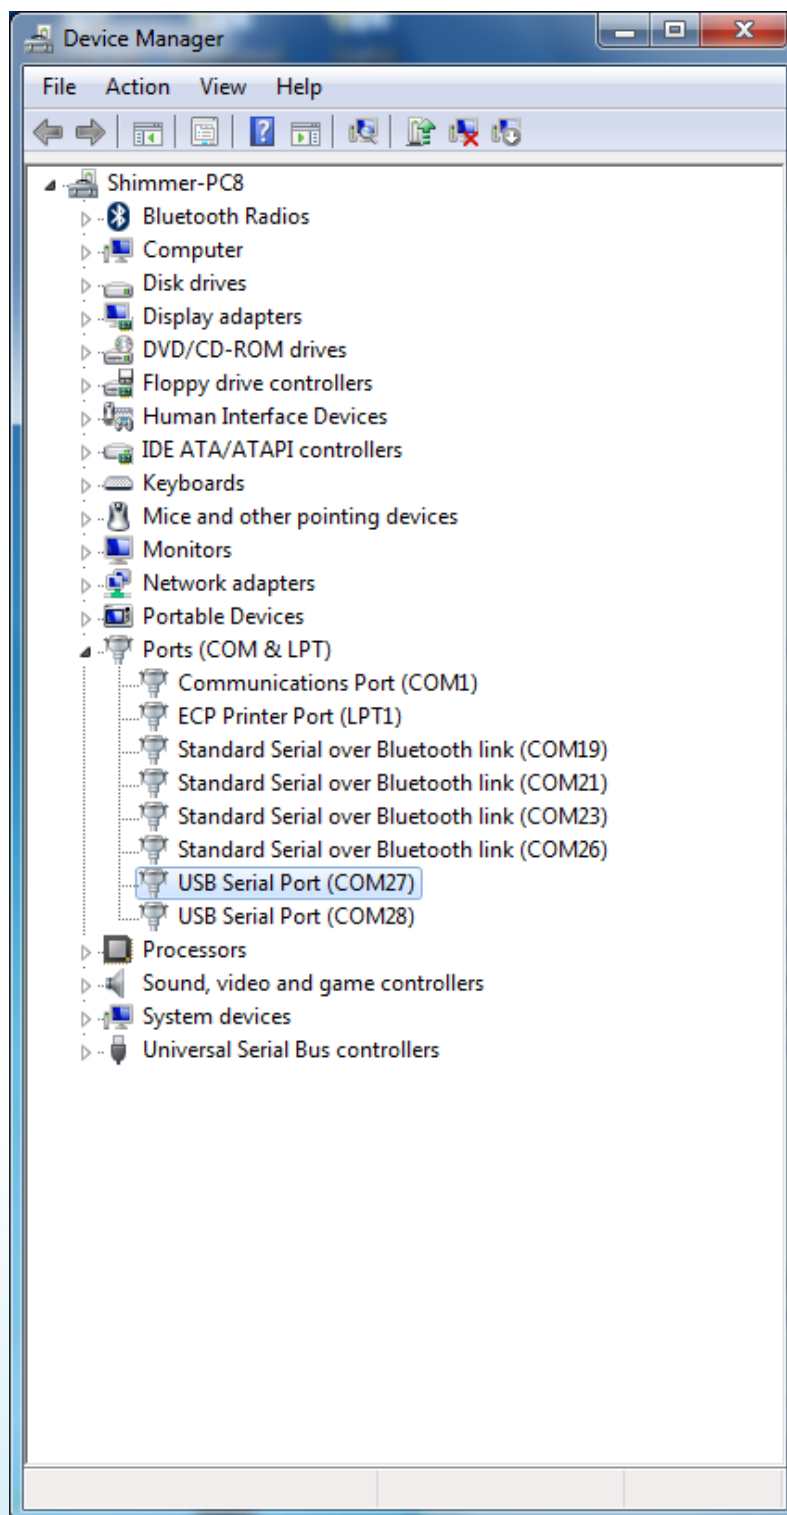 Device Manager
File Action View Help
Shimmer-PC8
Bluetooth Radios
Computer
Disk drives
Display adapters
DVD/CD-ROM drives
Floppy drive controllers
Human Interface Devices
IDE ATA/ATAPI controllers
Keyboards
Mice and other pointing devices
Monitors
Network adapters
Portable Devices
Ports (COM & LPT)
Communications Port (COM1)
ECP Printer Port (LPT1)
Standard Serial over Bluetooth link (COM19)
Standard Serial over Bluetooth link (COM21)
Standard Serial over Bluetooth link (COM23)
Standard Serial over Bluetooth link (COM26)
USB Serial Port (COM27)
USB Serial Port (COM28)
Processors
Sound, video and game controllers
System devices
Universal Serial Bus controllers